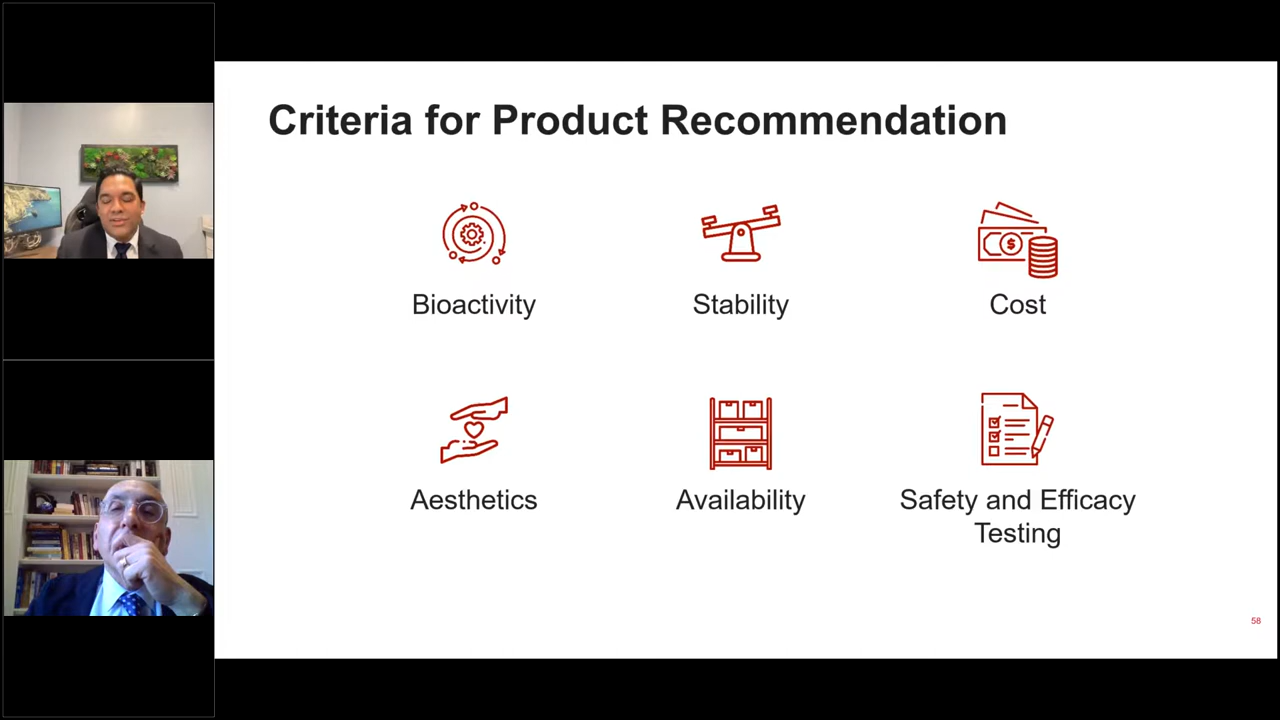 Criteria for Product Recommendation
Bioactivity
Stability
Cost
Aesthetics
Availability
Safety and Efficacy
Testing
58